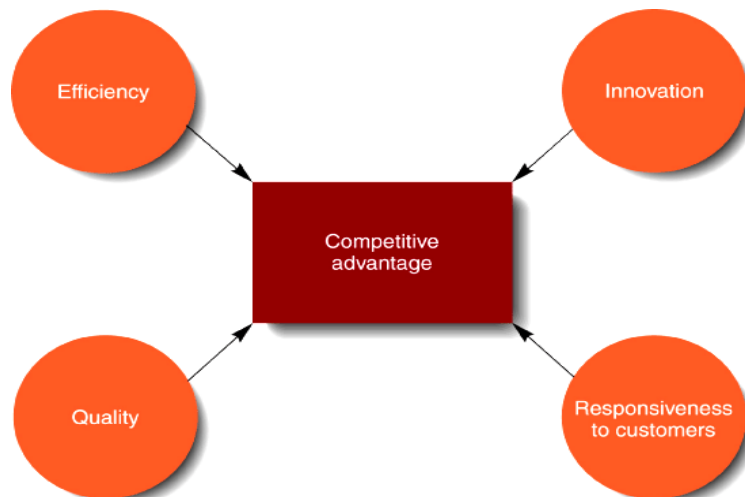 Efficiency
Innovation
Competitive
advantage
Quality
Responsiveness
to customers